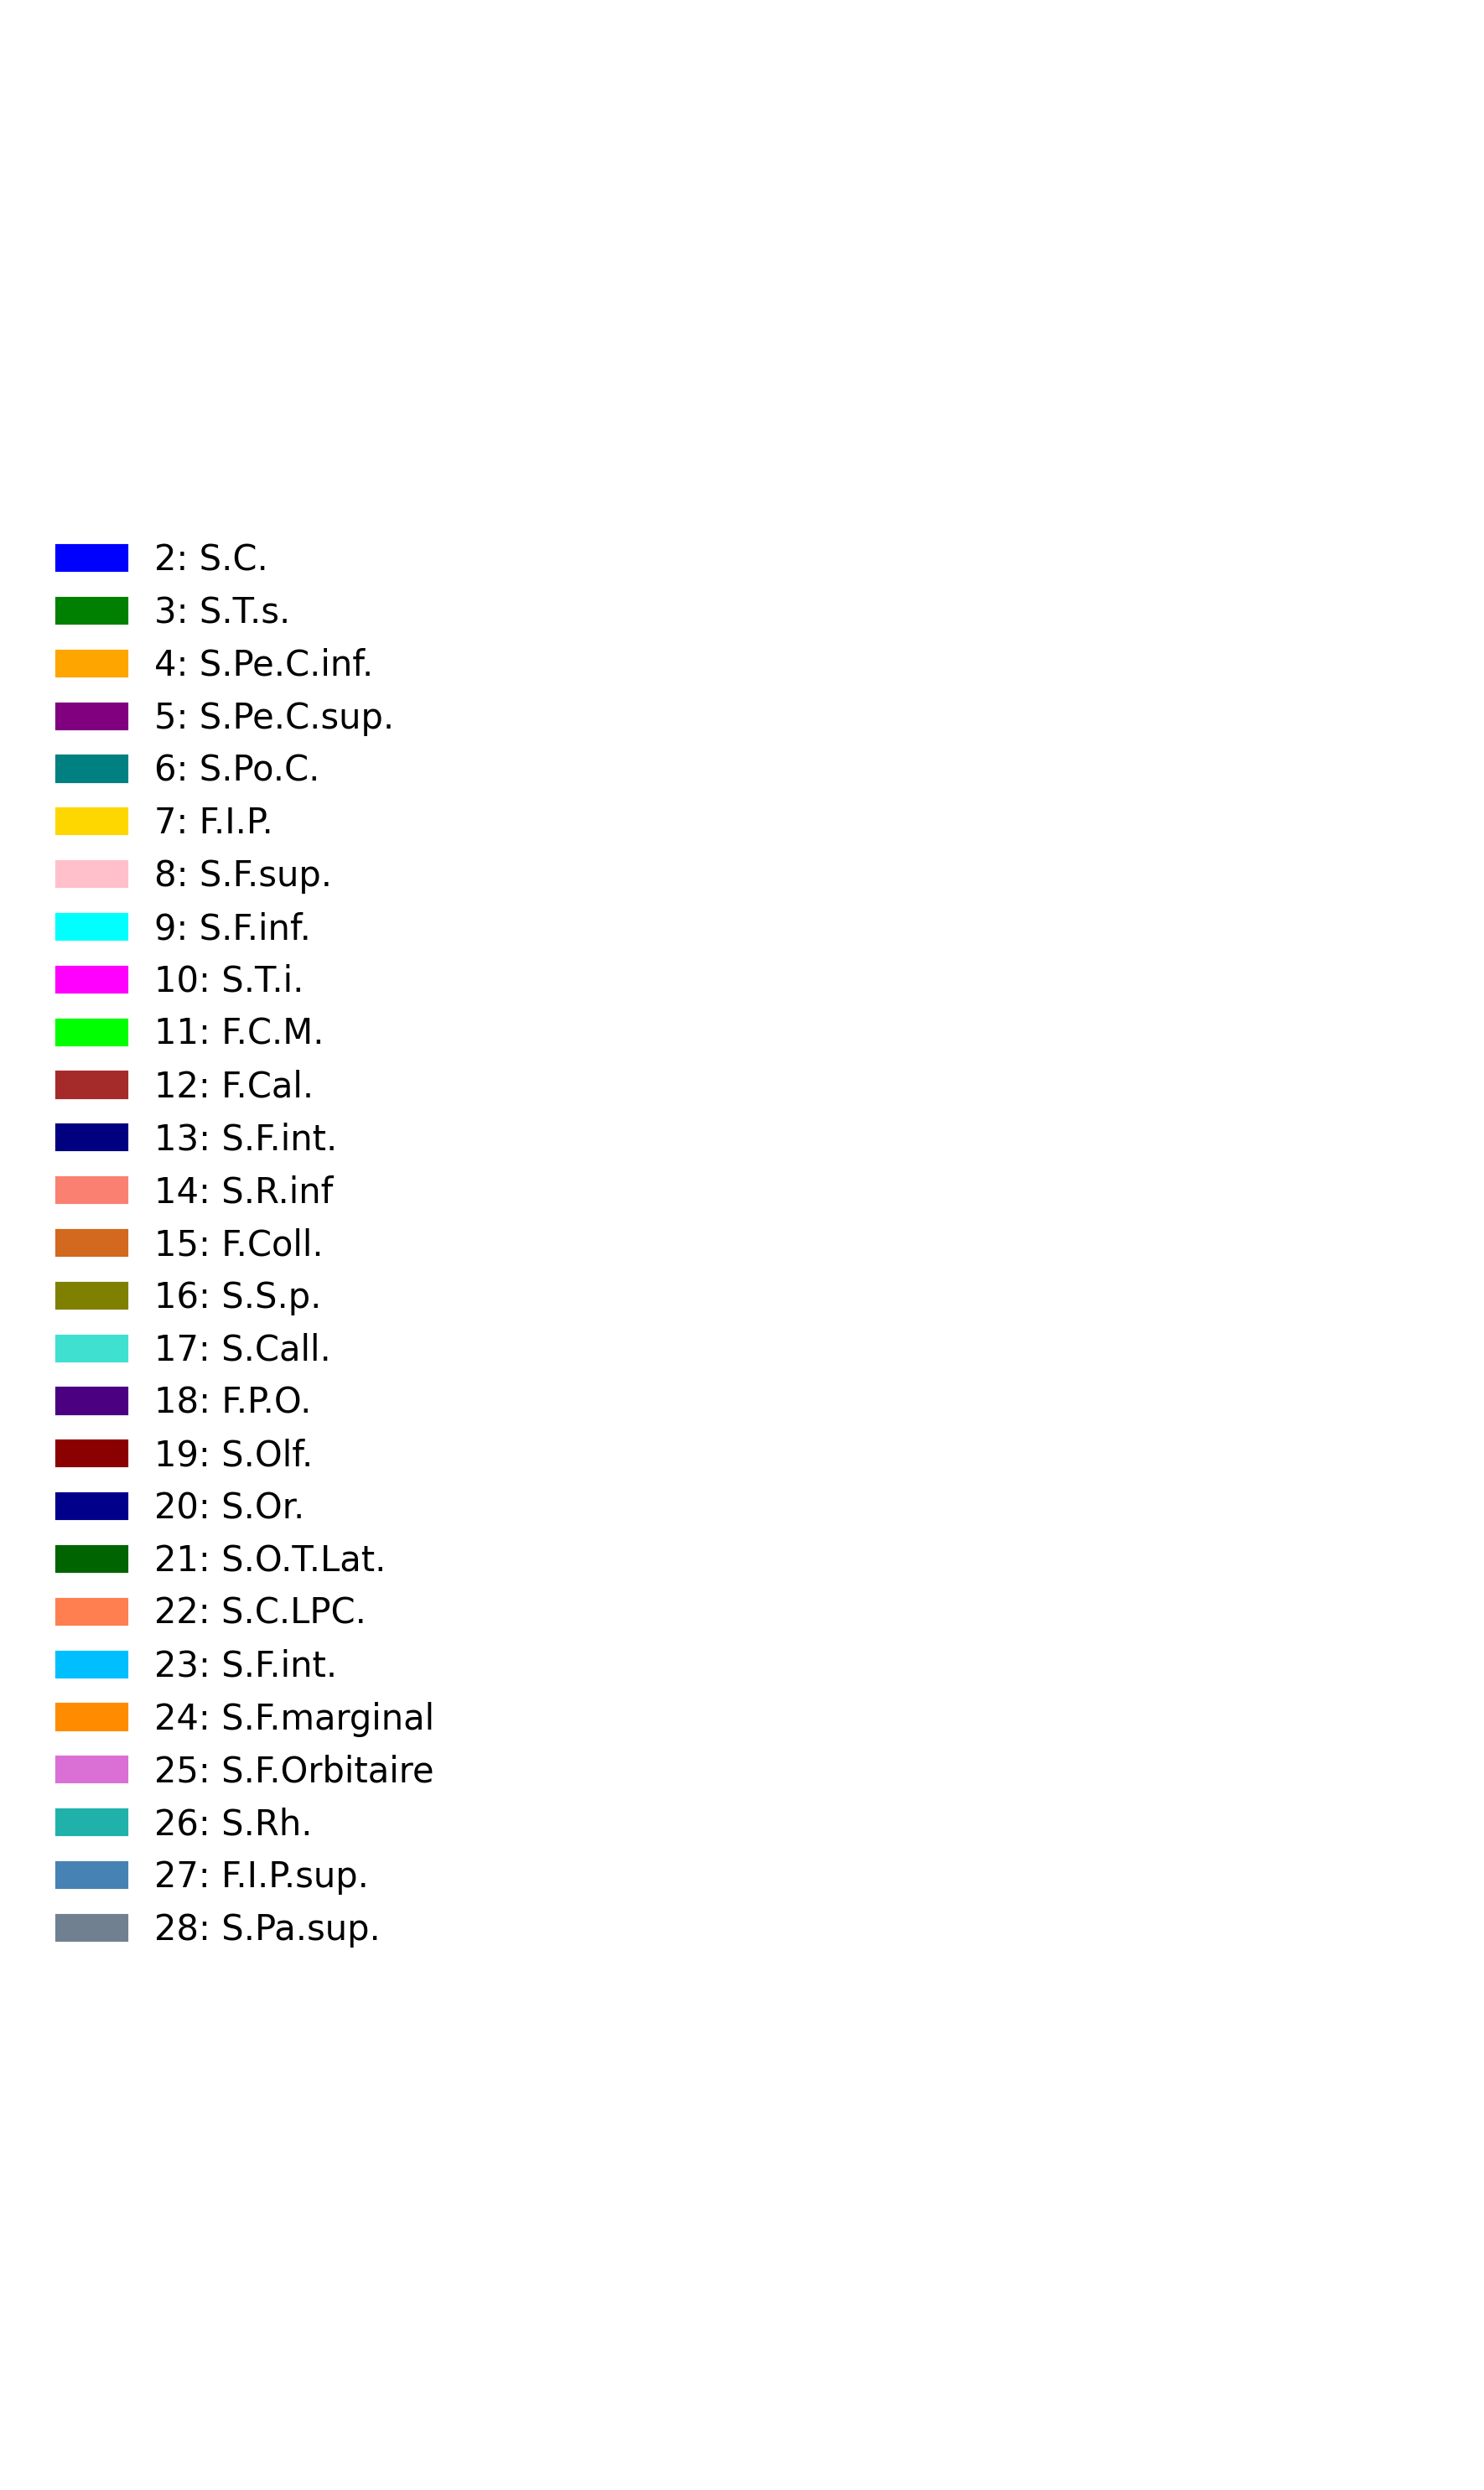 2: S.C.
3: S.T.s.
4: S.Pe.C.inf.
5: S.Pe.C.sup.
6: S.Po.C.
7: F.I.P.
8: S.F.sup.
9: S.F.inf.
10: S.T.i.
11: F.C.M.
12: F.Cal.
13: S.F.int.
14: S.R.inf
15: F.Coll.
16: S.S.p.
17: S.Call.
18: F.P.O.
19: S.Olf.
20: S.Or.
21: S.O.T.Lat.
22: S.C.LPC.
23: S.F.int.
24: S.F.marginal
25: S.F.Orbitaire
26: S.Rh.
27: F.I.P.sup.
28: S.Pa.sup.